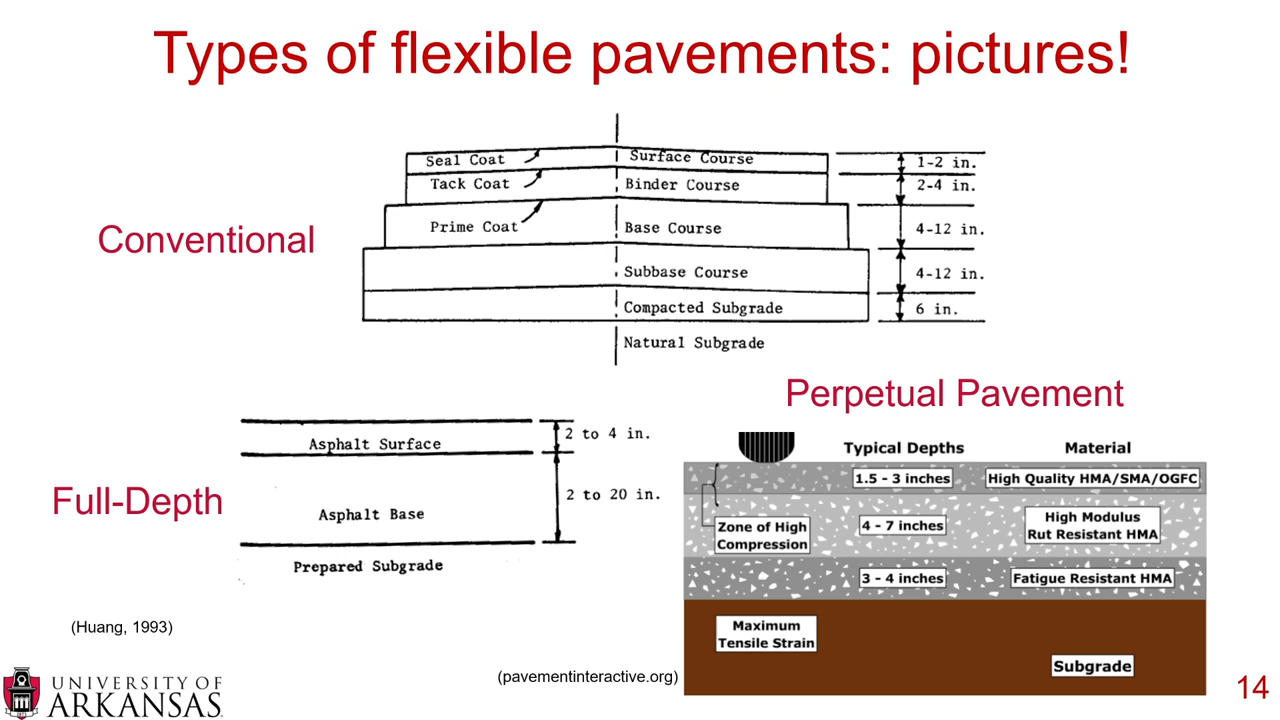 Types of flexible pavements: pictures!
Conventional
Seal Coat
Surface Course
1-2 in.
Tack Coat
Binder Course
2-4 in.
Prime Coat
Base Course
4-12 in.
Subbase Course
4-12 in.
Compacted Subgrade
6 in.
Natural Subgrade
Full-Depth
Asphalt Surface
2 to 4 in.
Asphalt Base
2 to 20 in.
Prepared Subgrade
(Huang, 1993)
Perpetual Pavement
Typical Depths
Material
1.5 - 3 inches
High Quality HMA/SMA/OGFC
Zone of High
Compression
4 - 7 inches
High Modulus
Rut Resistant HMA
3 - 4 inches
Fatigue Resistant HMA
Maximum
Tensile Strain
Subgrade
(pavementinteractive.org)
UNIVERSITY OF
ARKANSAS
14